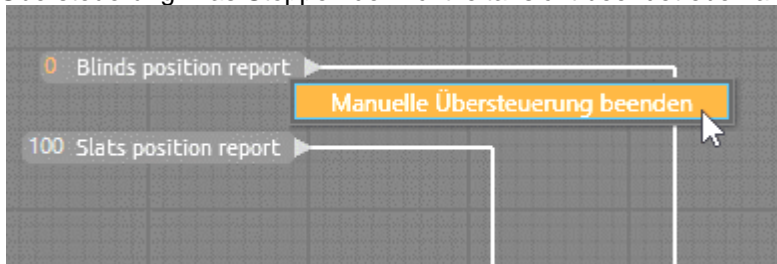 0 Blinds position report
Manuelle Übersteuerung beenden
100 Slats position report